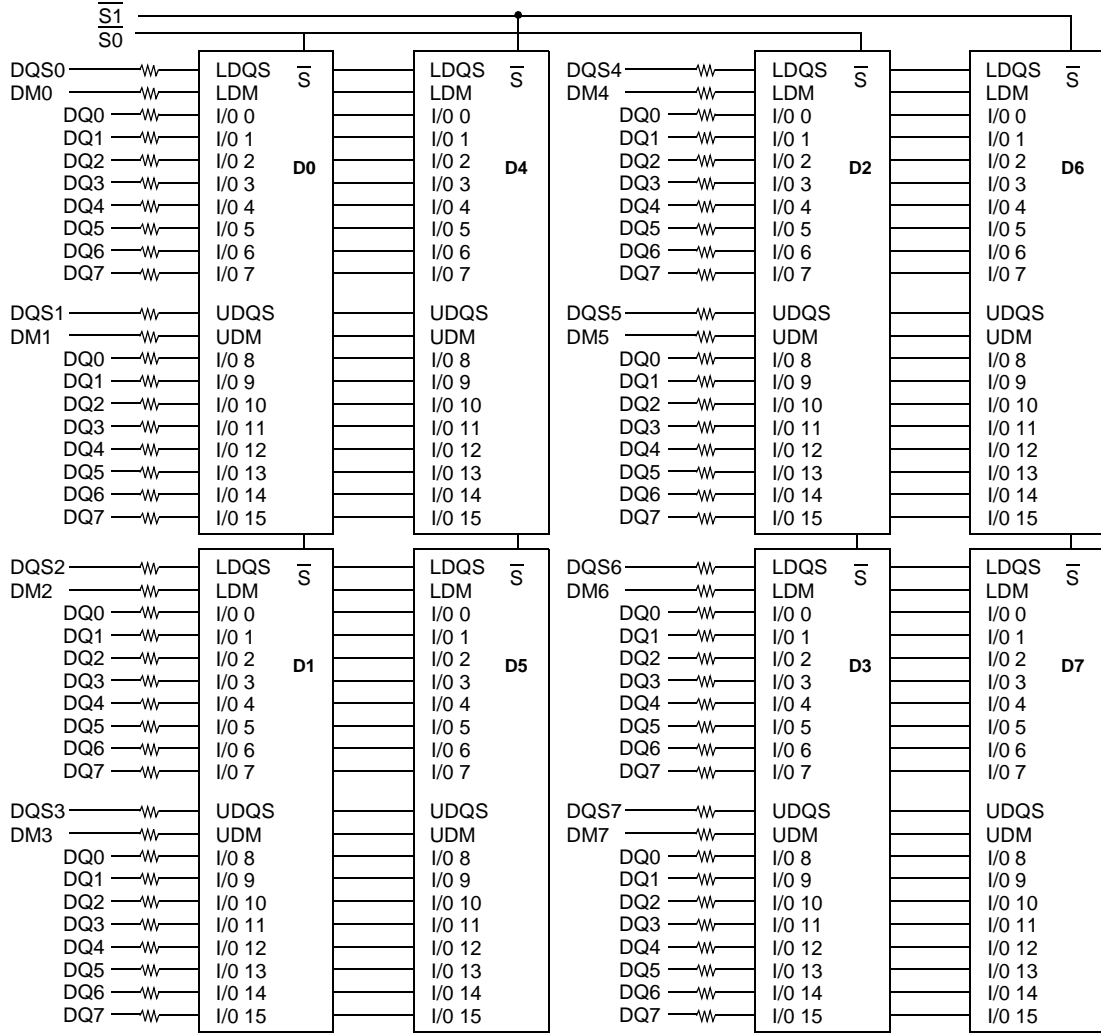 S1
S0
DQS0 LDQS S LDQS S DQS4 LDQS S LDQS S
DM0 LDM LDM DM4 LDM LDM
DQ0 I/0 0 I/0 0 DQ0 I/0 0 I/0 0
DQ1 I/0 1 I/0 1 DQ1 I/0 1 I/0 1
DQ2 I/0 2 D0 I/0 2 D4 DQ2 I/0 2 D2 I/0 2 D6
DQ3 I/0 3 I/0 3 DQ3 I/0 3 I/0 3
DQ4 I/0 4 I/0 4 DQ4 I/0 4 I/0 4
DQ5 I/0 5 I/0 5 DQ5 I/0 5 I/0 5
DQ6 I/0 6 I/0 6 DQ6 I/0 6 I/0 6
DQ7 I/0 7 I/0 7 DQ7 I/0 7 I/0 7
DQS1 UDQS UDQS DQS5 UDQS UDQS
DM1 UDM UDM DM5 UDM UDM
DQ0 I/0 8 I/0 8 DQ0 I/0 8 I/0 8
DQ1 I/0 9 I/0 9 DQ1 I/0 9 I/0 9
DQ2 I/0 10 I/0 10 DQ2 I/0 10 I/0 10
DQ3 I/0 11 I/0 11 DQ3 I/0 11 I/0 11
DQ4 I/0 12 I/0 12 DQ4 I/0 12 I/0 12
DQ5 I/0 13 I/0 13 DQ5 I/0 13 I/0 13
DQ6 I/0 14 I/0 14 DQ6 I/0 14 I/0 14
DQ7 I/0 15 I/0 15 DQ7 I/0 15 I/0 15
DQS2 LDQS S LDQS S DQS6 LDQS S LDQS S
DM2 LDM LDM DM6 LDM LDM
DQ0 I/0 0 I/0 0 DQ0 I/0 0 I/0 0
DQ1 I/0 1 I/0 1 DQ1 I/0 1 I/0 1
DQ2 I/0 2 D1 I/0 2 D5 DQ2 I/0 2 D3 I/0 2 D7
DQ3 I/0 3 I/0 3 DQ3 I/0 3 I/0 3
DQ4 I/0 4 I/0 4 DQ4 I/0 4 I/0 4
DQ5 I/0 5 I/0 5 DQ5 I/0 5 I/0 5
DQ6 I/0 6 I/0 6 DQ6 I/0 6 I/0 6
DQ7 I/0 7 I/0 7 DQ7 I/0 7 I/0 7
DQS3 UDQS UDQS DQS7 UDQS UDQS
DM3 UDM UDM DM7 UDM UDM
DQ0 I/0 8 I/0 8 DQ0 I/0 8 I/0 8
DQ1 I/0 9 I/0 9 DQ1 I/0 9 I/0 9
DQ2 I/0 10 I/0 10 DQ2 I/0 10 I/0 10
DQ3 I/0 11 I/0 11 DQ3 I/0 11 I/0 11
DQ4 I/0 12 I/0 12 DQ4 I/0 12 I/0 12
DQ5 I/0 13 I/0 13 DQ5 I/0 13 I/0 13
DQ6 I/0 14 I/0 14 DQ6 I/0 14 I/0 14
DQ7 I/0 15 I/0 15 DQ7 I/0 15 I/0 15